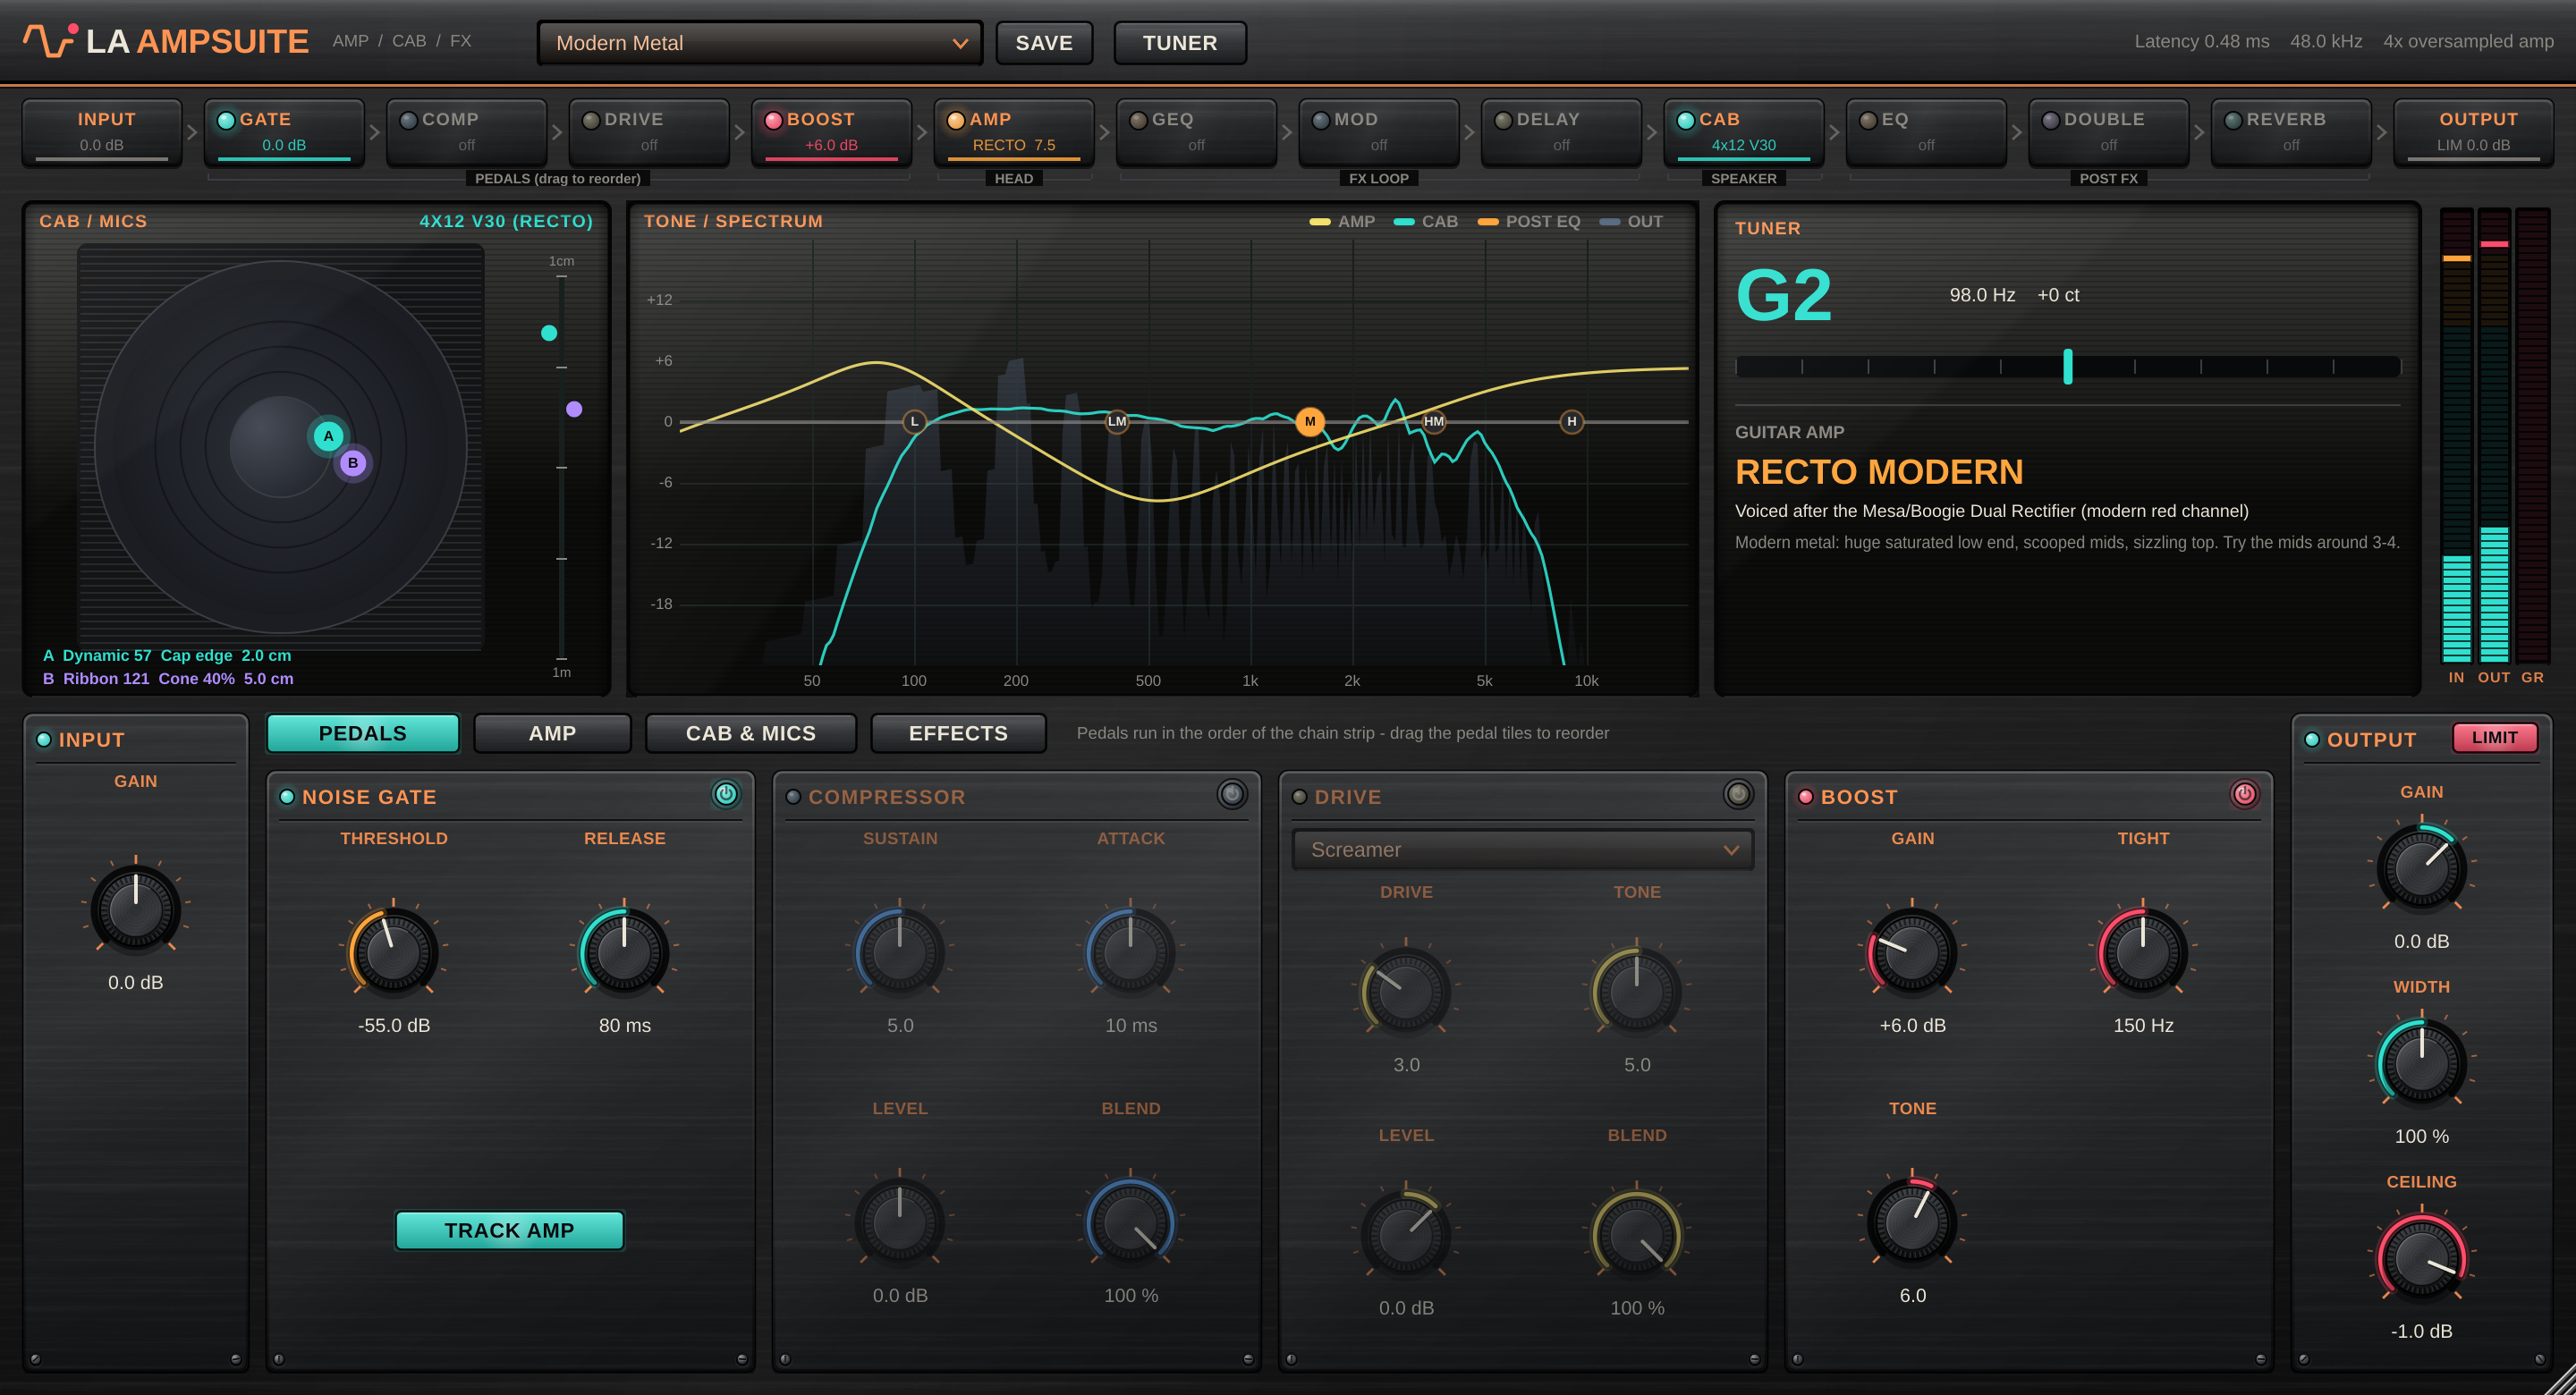 LA AMPSUITE AMP / CAB / FX Modern Metal SAVE TUNER Latency 0.48 ms 48.0 kHz 4x oversampled amp
INPUT GATE COMP DRIVE BOOST AMP GEQ MOD DELAY CAB EQ DOUBLE REVERB OUTPUT
0.0 dB 0.0 dB off off +6.0 dB RECTO 7.5 off off off 4x12 V30 off off off LIM 0.0 dB
PEDALS (drag to reorder) HEAD FX LOOP SPEAKER POST FX
CAB / MICS 4X12 V30 (RECTO)
1cm
A
B
1m
A Dynamic 57 Cap edge 2.0 cm
B Ribbon 121 Cone 40% 5.0 cm
TONE / SPECTRUM AMP CAB POST EQ OUT
+12
+6
0 L LM M HM H
-6
-12
-18
50 100 200 500 1k 2k 5k 10k
TUNER
G2 98.0 Hz +0 ct
GUITAR AMP
RECTO MODERN
Voiced after the Mesa/Boogie Dual Rectifier (modern red channel)
Modern metal: huge saturated low end, scooped mids, sizzling top. Try the mids around 3-4.
IN OUT GR
INPUT
GAIN
0.0 dB
PEDALS AMP CAB & MICS EFFECTS Pedals run in the order of the chain strip - drag the pedal tiles to reorder
NOISE GATE
THRESHOLD RELEASE
-55.0 dB 80 ms
TRACK AMP
COMPRESSOR
SUSTAIN ATTACK
5.0 10 ms
LEVEL BLEND
0.0 dB 100 %
DRIVE
Screamer
DRIVE TONE
3.0 5.0
LEVEL BLEND
0.0 dB 100 %
BOOST
GAIN TIGHT
+6.0 dB 150 Hz
TONE
6.0
OUTPUT LIMIT
GAIN
0.0 dB
WIDTH
100 %
CEILING
-1.0 dB